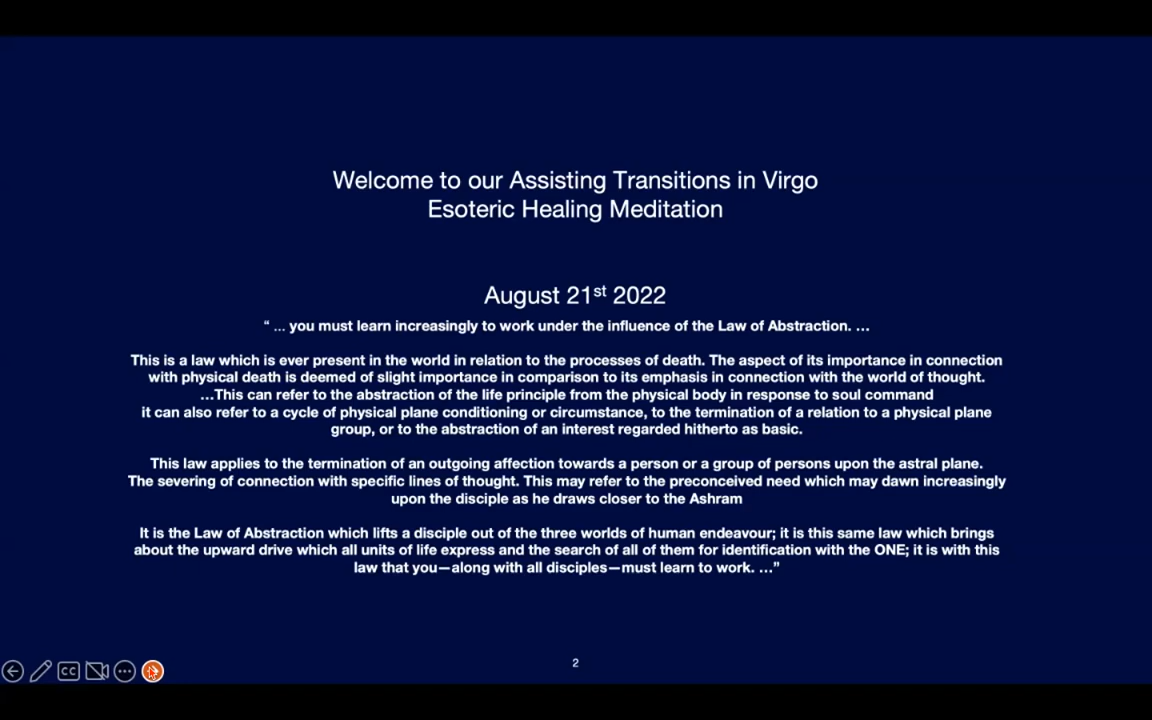 Welcome to our Assisting Transitions in Virgo
Esoteric Healing Meditation
August 21st 2022
“ ... you must learn increasingly to work under the influence of the Law of Abstraction. ...
This is a law which is ever present in the world in relation to the processes of death. The aspect of its importance in connection
with physical death is deemed of slight importance in comparison to its emphasis in connection with the world of thought.
...This can refer to the abstraction of the life principle from the physical body in response to soul command
it can also refer to a cycle of physical plane conditioning or circumstance, to the termination of a relation to a physical plane
group, or to the abstraction of an interest regarded hitherto as basic.
This law applies to the termination of an outgoing affection towards a person or a group of persons upon the astral plane.
The severing of connection with specific lines of thought. This may refer to the preconceived need which may dawn increasingly
upon the disciple as he draws closer to the Ashram
It is the Law of Abstraction which lifts a disciple out of the three worlds of human endeavour; it is this same law which brings
about the upward drive which all units of life express and the search of all of them for identification with the ONE; it is with this
law that you—along with all disciples—must learn to work. ...”
2
CC